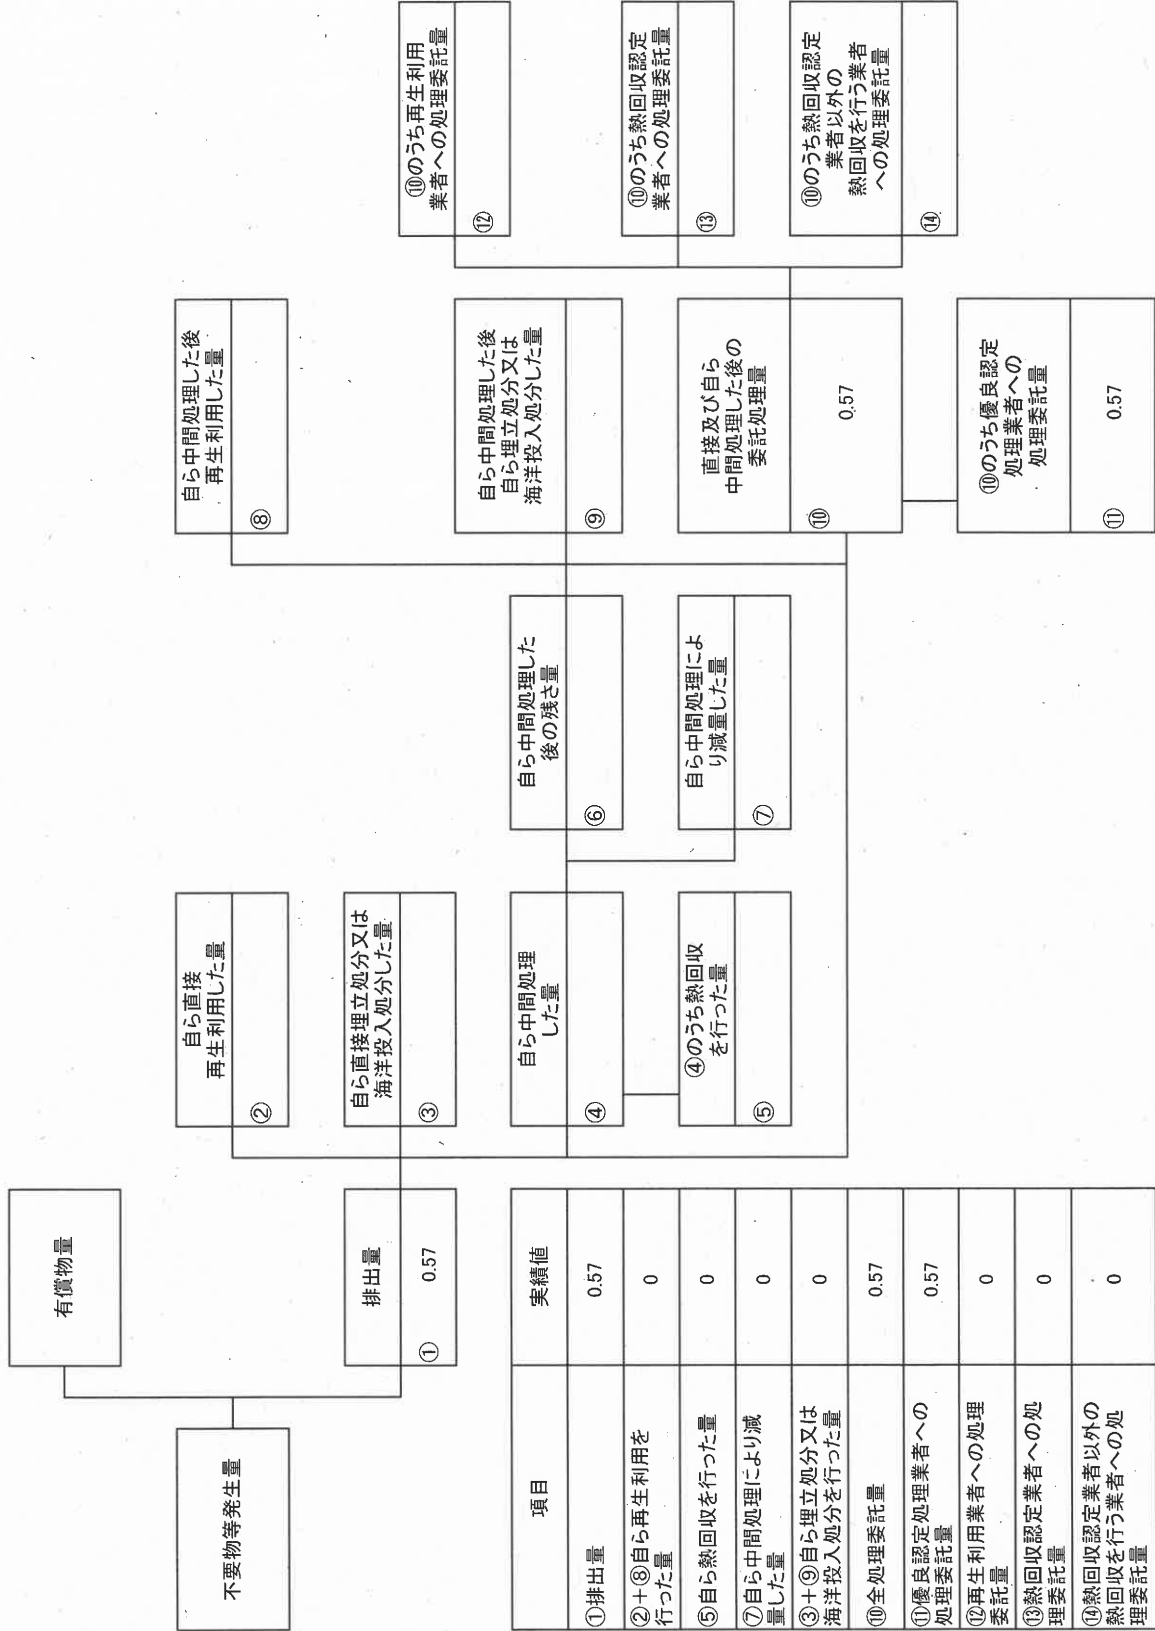 有償物量
不要物等発生量
排出量
① 0.57
自ら直接
再生利用した量
②
自ら直接埋立処分又は
海洋投入処分した量
③
自ら中間処理
した量
④
④のうち熱回収
を行った量
⑤
自ら中間処理した
後の残さ量
⑥
自ら中間処理によ
り減量した量
⑦
自ら中間処理した後
再生利用した量
⑧
自ら中間処理した後
自ら埋立処分又は
海洋投入処分した量
⑨
直接及び自ら
中間処理した後の
委託処理量
⑩ 0.57
⑩のうち優良認定
処理業者への
処理委託量
⑪ 0.57
⑩のうち再生利用
業者への処理委託量
⑫
⑩のうち熱回収認定
業者への処理委託量
⑬
⑩のうち熱回収認定
業者以外の
熱回収を行う業者
への処理委託量
⑭
項目 実績値
①排出量 0.57
②+⑧自ら再生利用を
行った量 0
⑤自ら熱回収を行った量 0
⑦自ら中間処理により減
量した量 0
③+⑨自ら埋立処分又は
海洋投入処分を行った量 0
⑩全処理委託量 0.57
⑪優良認定処理業者への
処理委託量 0.57
⑫再生利用業者への処理
委託量 0
⑬熱回収認定業者への処
理委託量 0
⑭熱回収認定業者以外の
熱回収を行う業者への処
理委託量 0